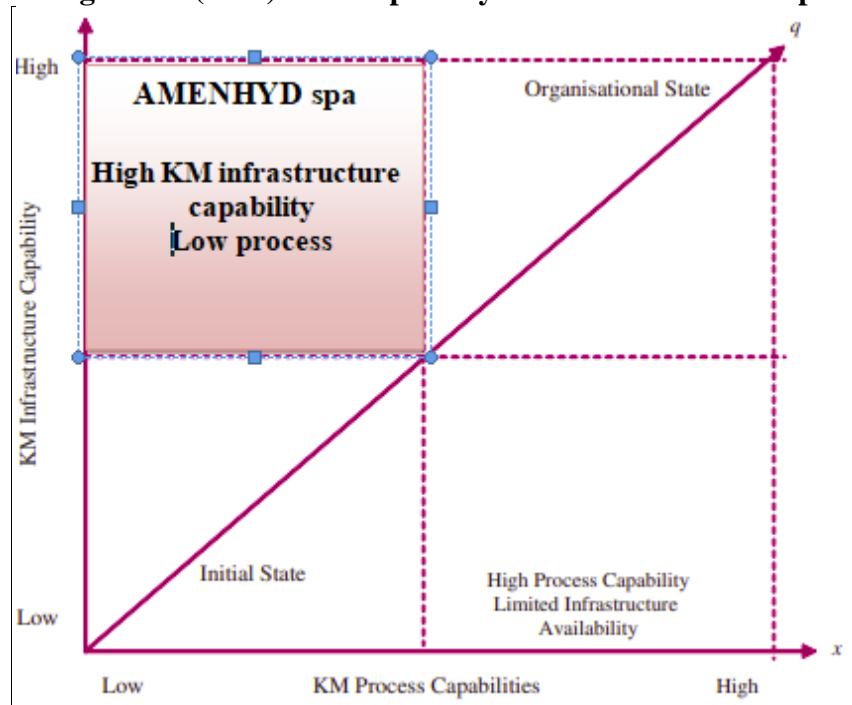 q
High
AMENHYD spa
Organisational State
High KM infrastructure
capability
Low process
KM Infrastructure Capability
Initial State
High Process Capability
Limited Infrastructure
Availability
Low
x
Low
KM Process Capabilities
High